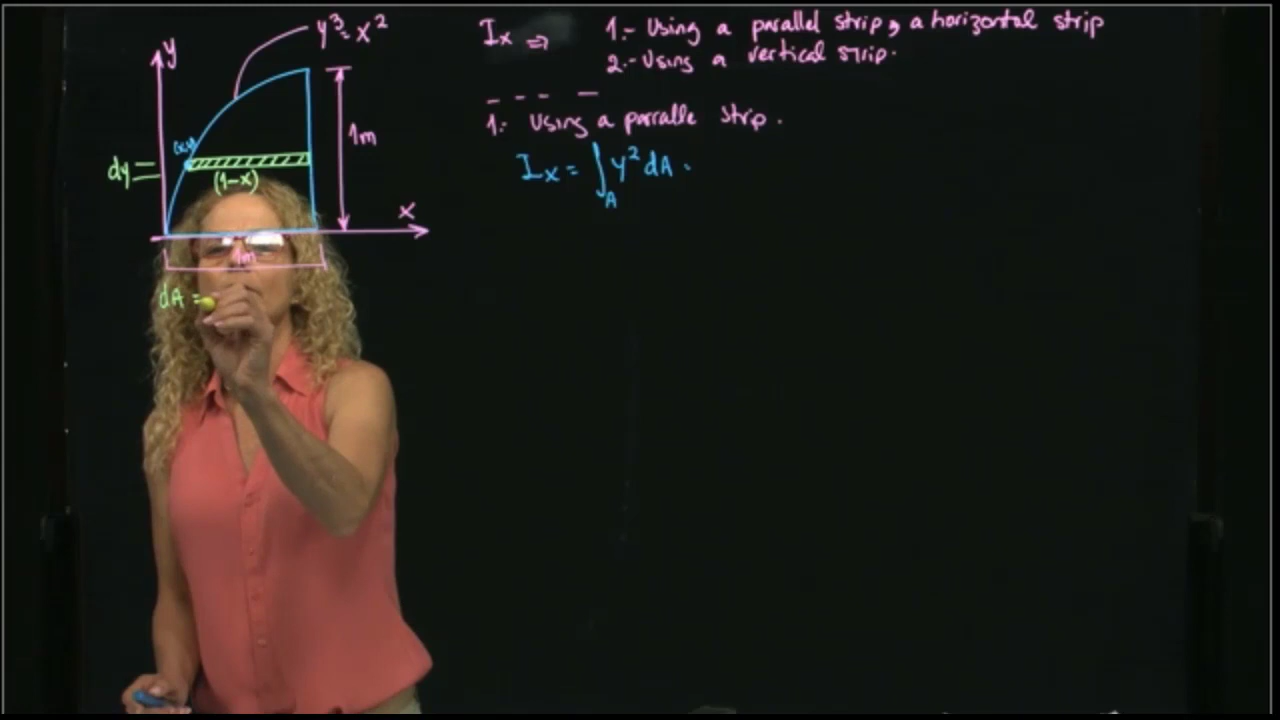 y³=x²
Ix ⇒ 1.- Using a parallel strip, a horizontal strip
2.- Using a vertical strip.
y
1.- Using a parralle strip.
1m
(x,y)
dy
(1-x)
Ix = ∫A y² dA =
x
1m
dA =